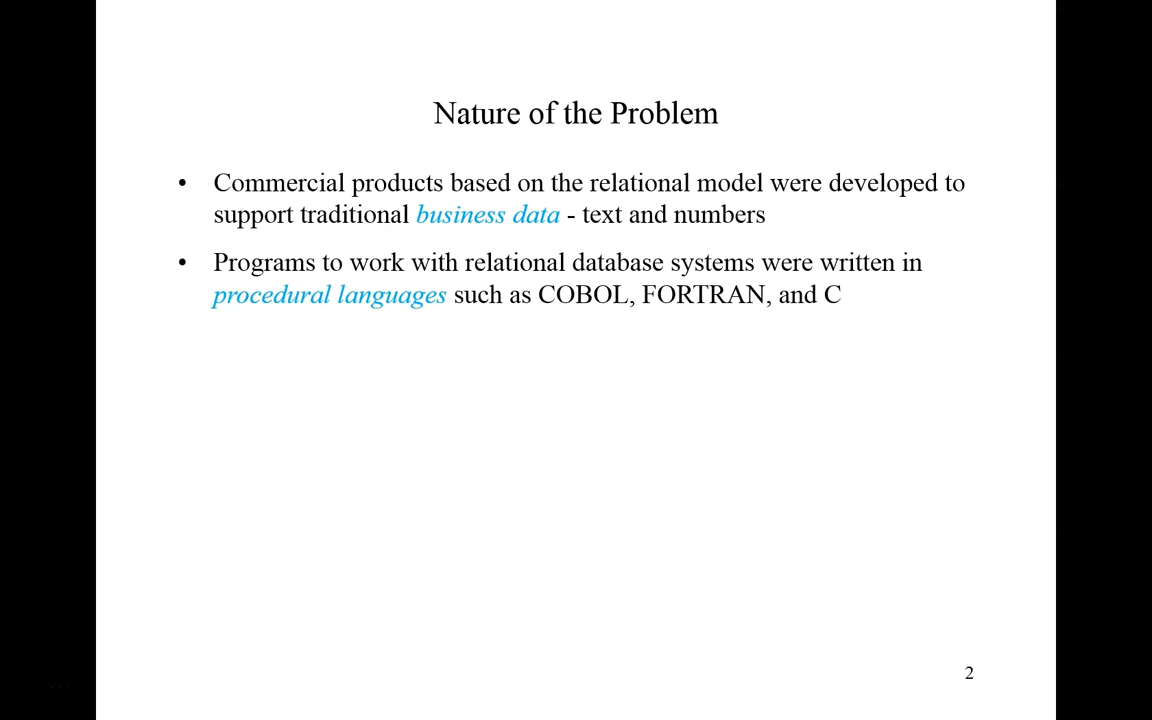 Nature of the Problem
• Commercial products based on the relational model were developed to
support traditional business data - text and numbers
• Programs to work with relational database systems were written in
procedural languages such as COBOL, FORTRAN, and C
2